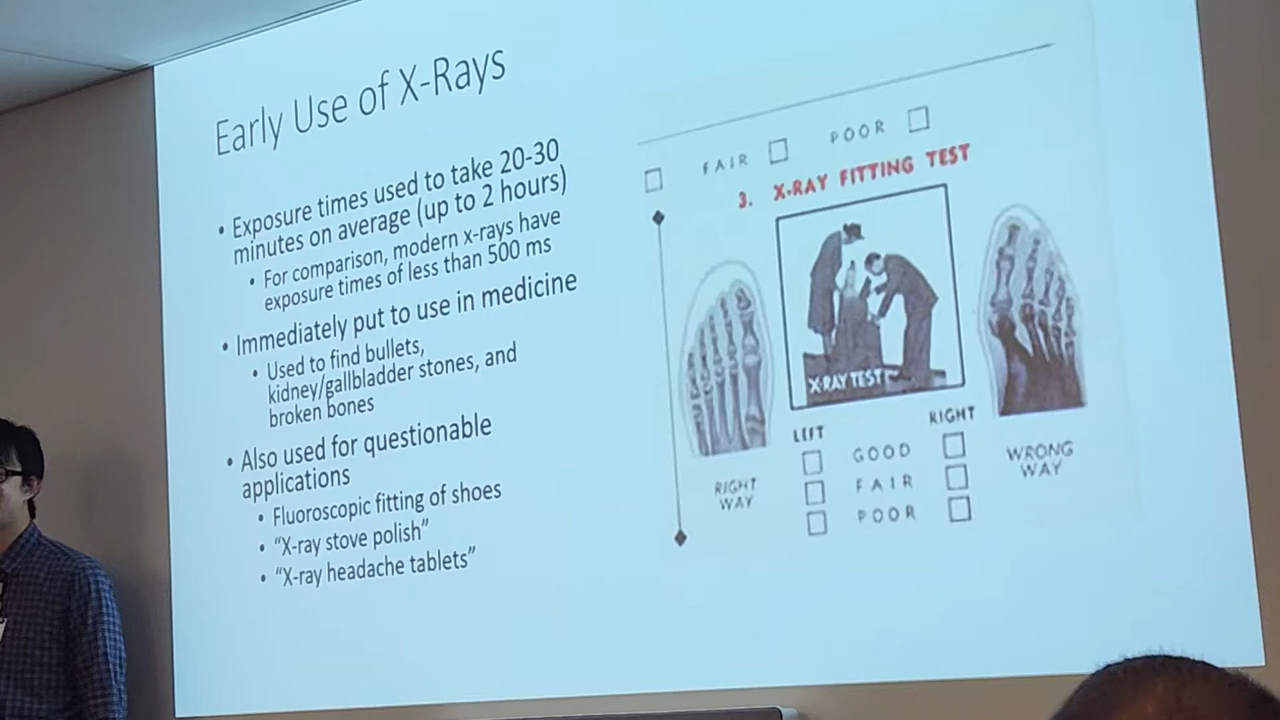 Early Use of X-Rays
• Exposure times used to take 20-30
minutes on average (up to 2 hours)
• For comparison, modern x-rays have
exposure times of less than 500 ms
• Immediately put to use in medicine
• Used to find bullets,
kidney/gallbladder stones, and
broken bones
• Also used for questionable
applications
• Fluoroscopic fitting of shoes
• “X-ray stove polish”
• “X-ray headache tablets”
FAIR POOR
3. X-RAY FITTING TEST
X-RAY TEST
RIGHT
WAY
LEFT RIGHT
GOOD
FAIR
POOR
WRONG
WAY